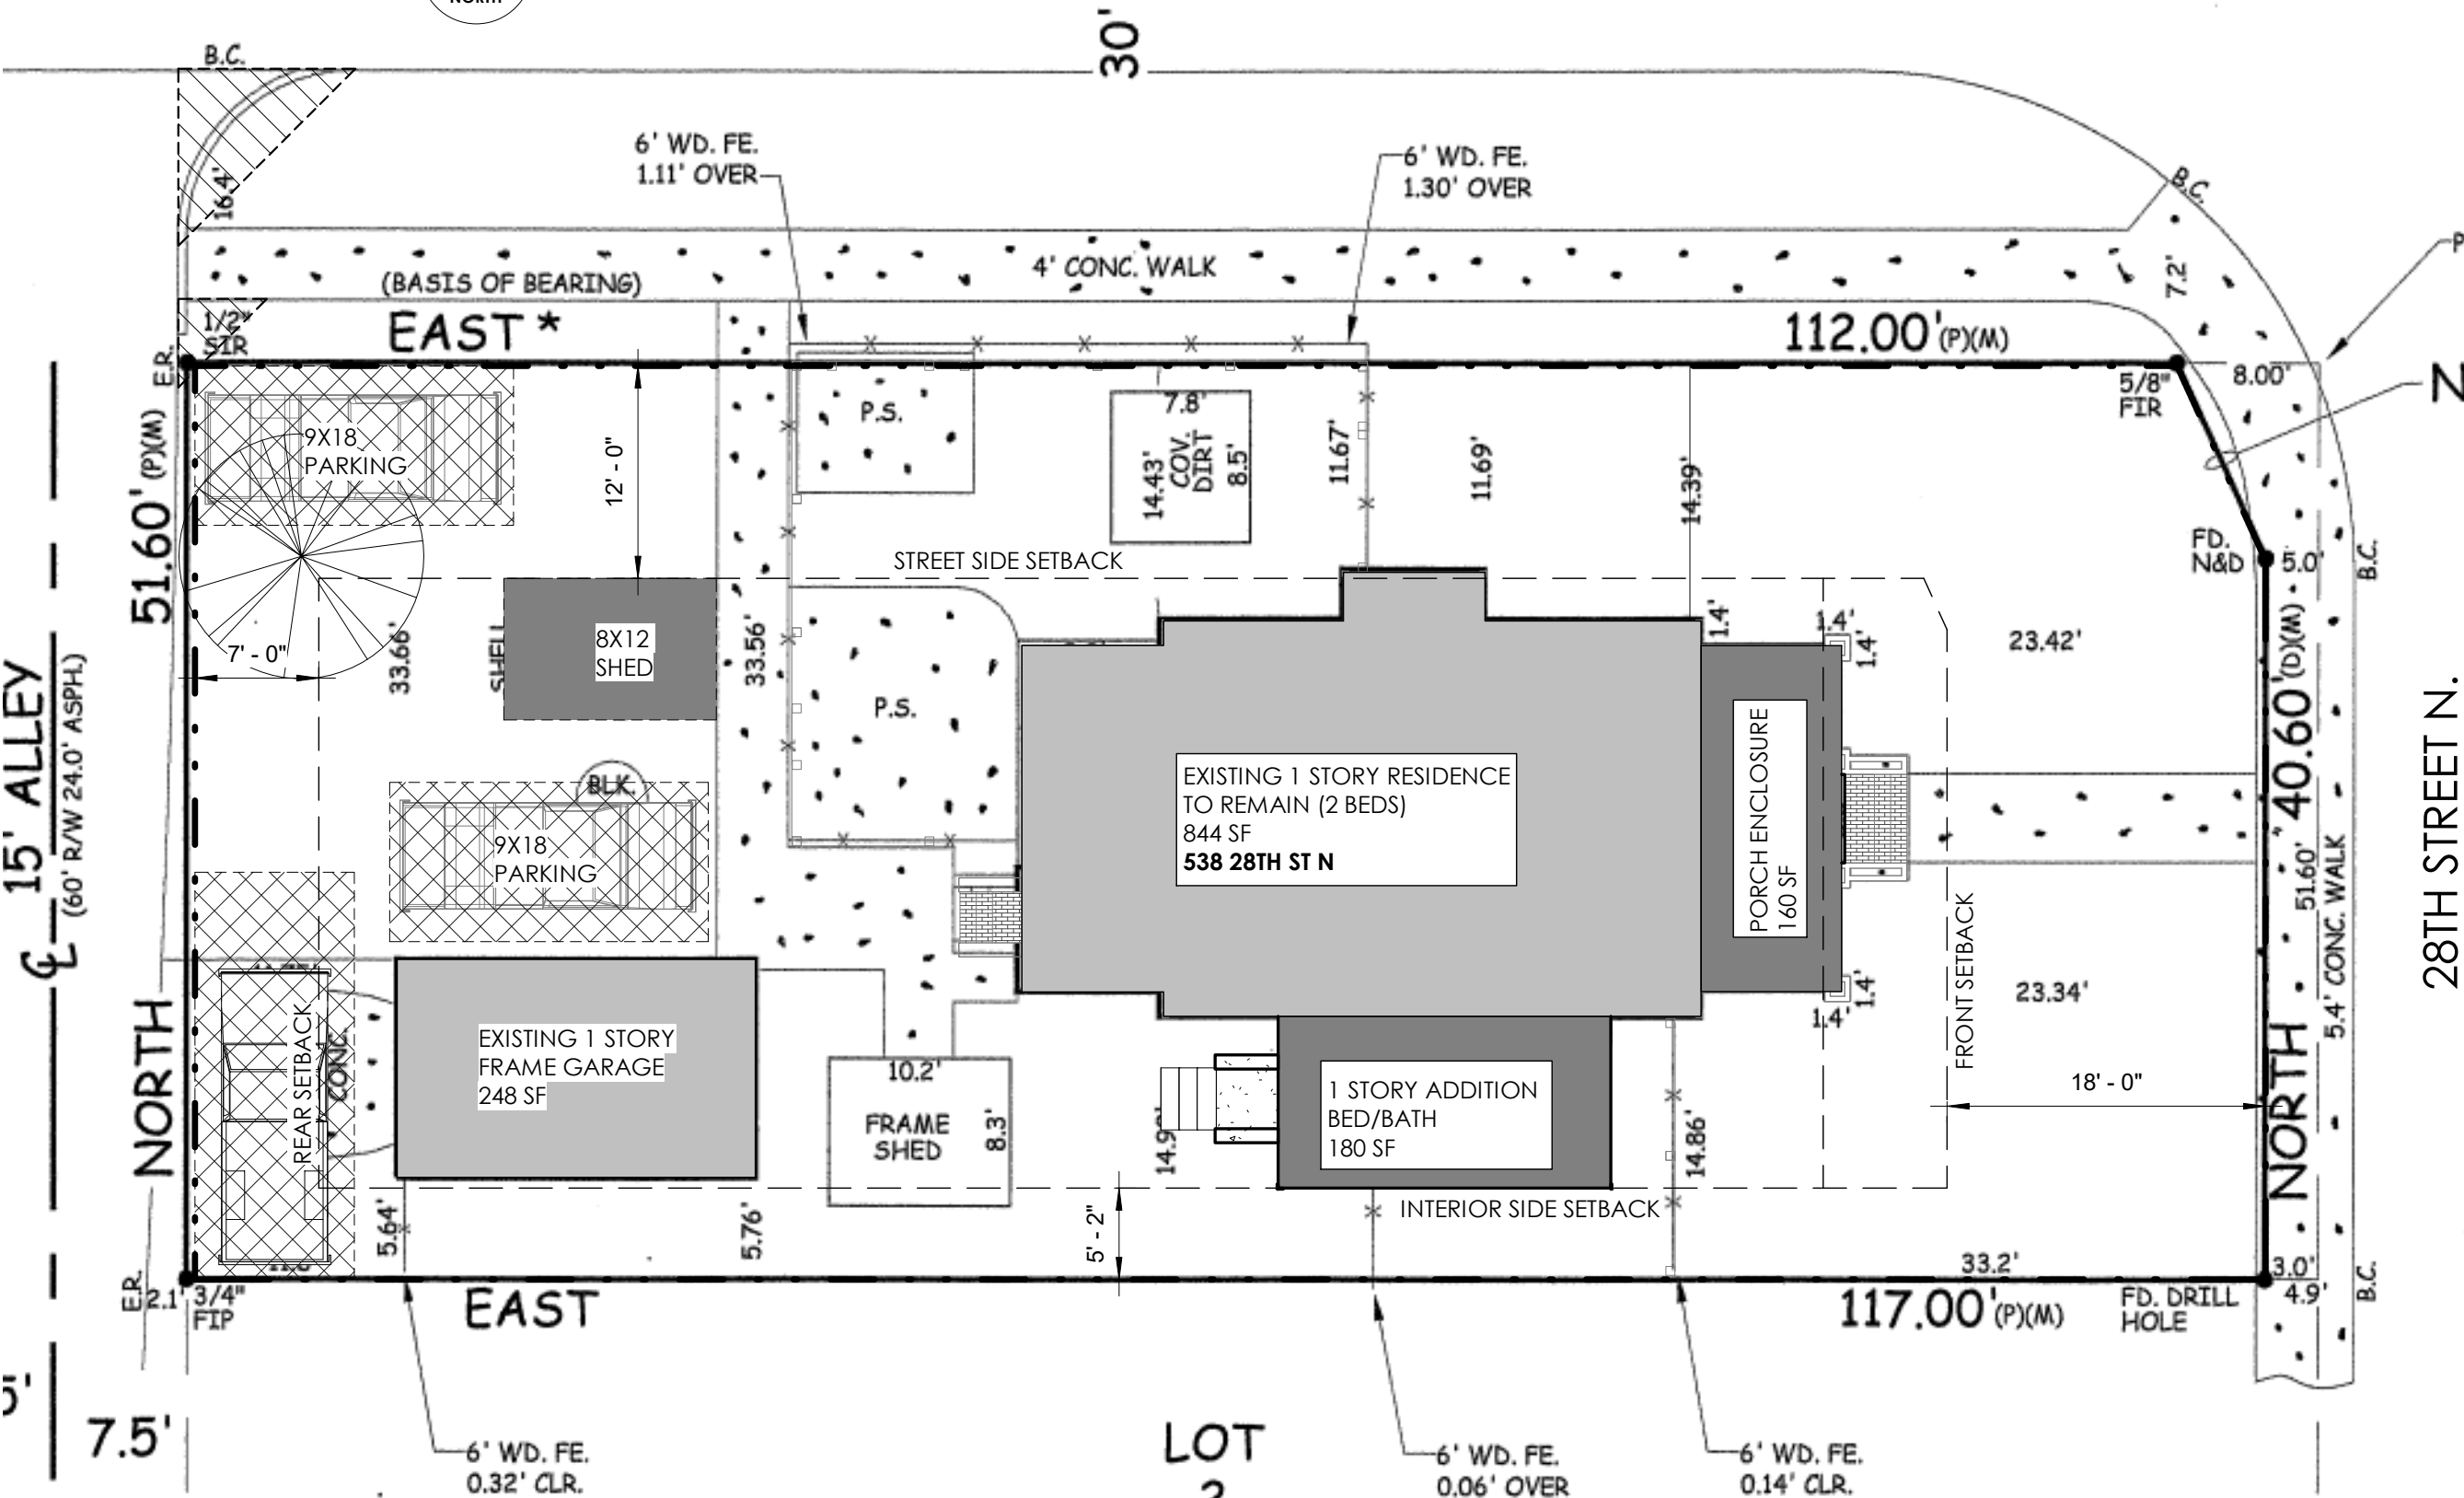 NORTH
B.C.
30'
6' WD. FE.
1.11' OVER
6' WD. FE.
1.30' OVER
B.C.
16.4'
7.2'
(BASIS OF BEARING)
4' CONC. WALK
1/2"
SIR
EAST *
112.00' (P)(M)
E.R.
5/8"
FIR
8.00'
9X18
PARKING
12' - 0"
P.S.
7.8'
14.43'
COV.
DIRT
8.5'
11.67'
11.69'
14.39'
51.60' (P)(M)
FD.
N&D
5.0'
B.C.
STREET SIDE SETBACK
7' - 0"
33.66'
SHELL
8X12
SHED
33.56'
P.S.
1.4'
1.4'
1.4'
23.42'
15' ALLEY
(60' R/W 24.0' ASPH.)
BLK.
9X18
PARKING
EXISTING 1 STORY RESIDENCE
TO REMAIN (2 BEDS)
844 SF
538 28TH ST N
PORCH ENCLOSURE
160 SF
40.60' (D)(M)
51.60'
5.4' CONC. WALK
28TH STREET N.
FRONT SETBACK
23.34'
1.4'
1.4'
18' - 0"
NORTH
REAR SETBACK
CONC.
EXISTING 1 STORY
FRAME GARAGE
248 SF
10.2'
FRAME
SHED
8.3'
1 STORY ADDITION
BED/BATH
180 SF
14.86'
NORTH
5.64'
5.76'
5' - 2"
INTERIOR SIDE SETBACK
33.2'
3.0'
4.9'
B.C.
E.R.
2.1'
3/4"
FIP
EAST
117.00' (P)(M)
FD. DRILL
HOLE
7.5'
LOT
6' WD. FE.
0.32' CLR.
6' WD. FE.
0.06' OVER
6' WD. FE.
0.14' CLR.